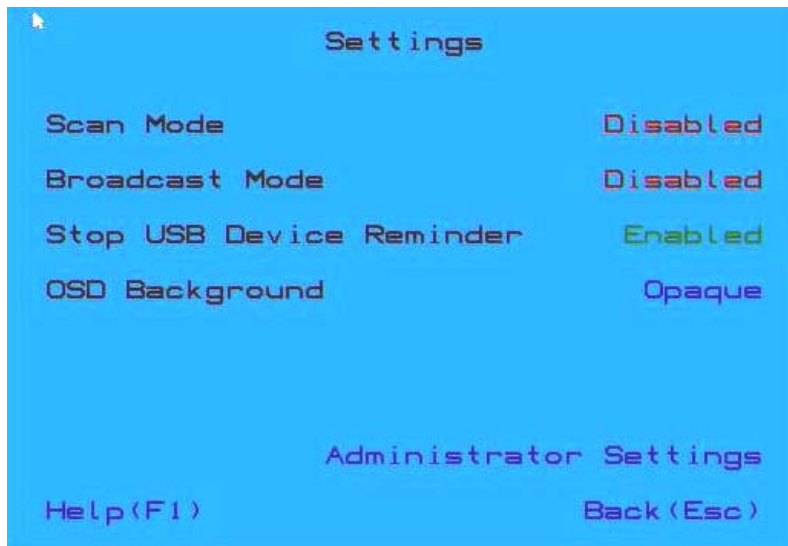 Settings
Scan Mode Disabled
Broadcast Mode Disabled
Stop USB Device Reminder Enabled
OSD Background Opaque
Administrator Settings
Help(F1) Back(Esc)